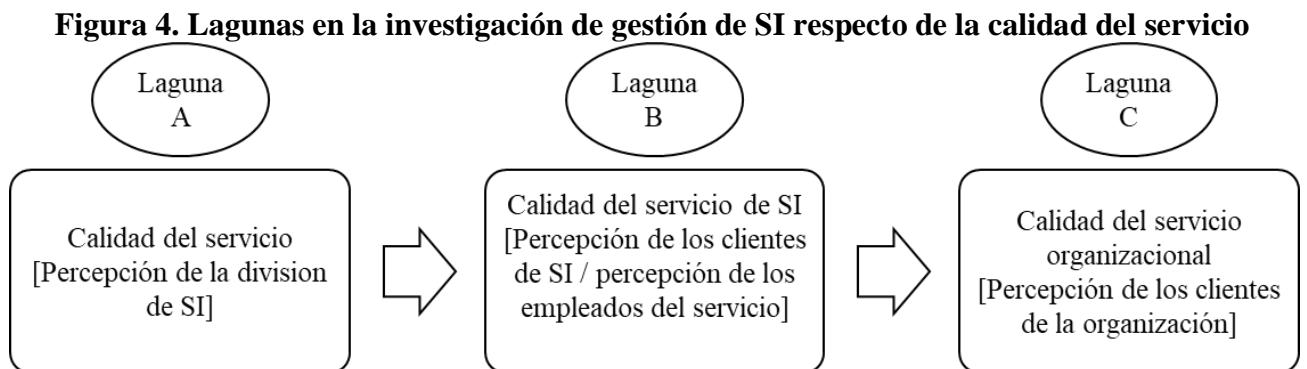 Figura 4. Lagunas en la investigación de gestión de SI respecto de la calidad del servicio
Laguna
A
Laguna
B
Laguna
C
Calidad del servicio
[Percepción de la division
de SI]
Calidad del servicio de SI
[Percepción de los clientes
de SI / percepción de los
empleados del servicio]
Calidad del servicio
organizacional
[Percepción de los clientes
de la organización]